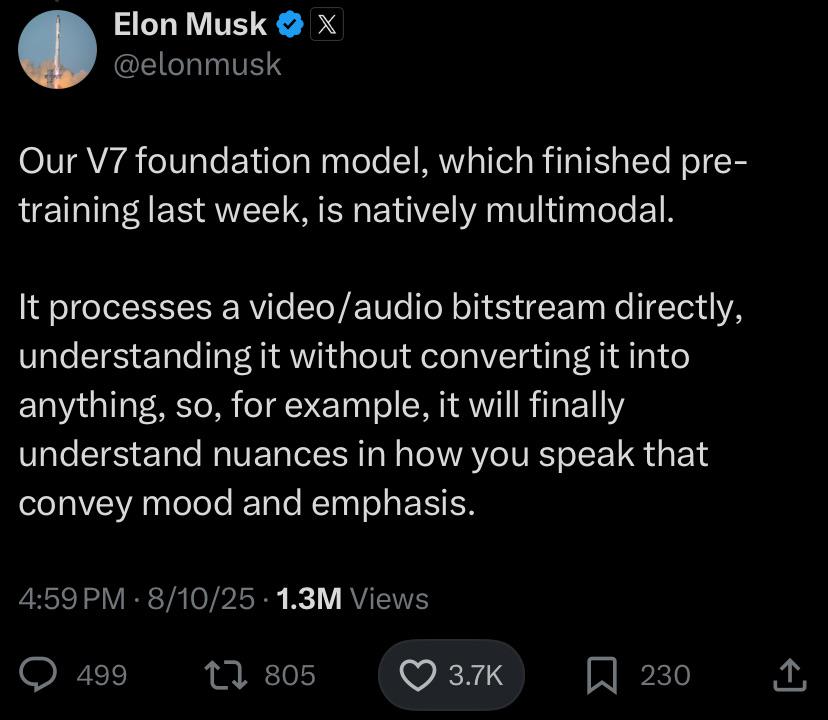 Elon Musk
@elonmusk
Our V7 foundation model, which finished pre-
training last week, is natively multimodal.
It processes a video/audio bitstream directly,
understanding it without converting it into
anything, so, for example, it will finally
understand nuances in how you speak that
convey mood and emphasis.
4:59 PM · 8/10/25 · 1.3M Views
499 805 3.7K 230